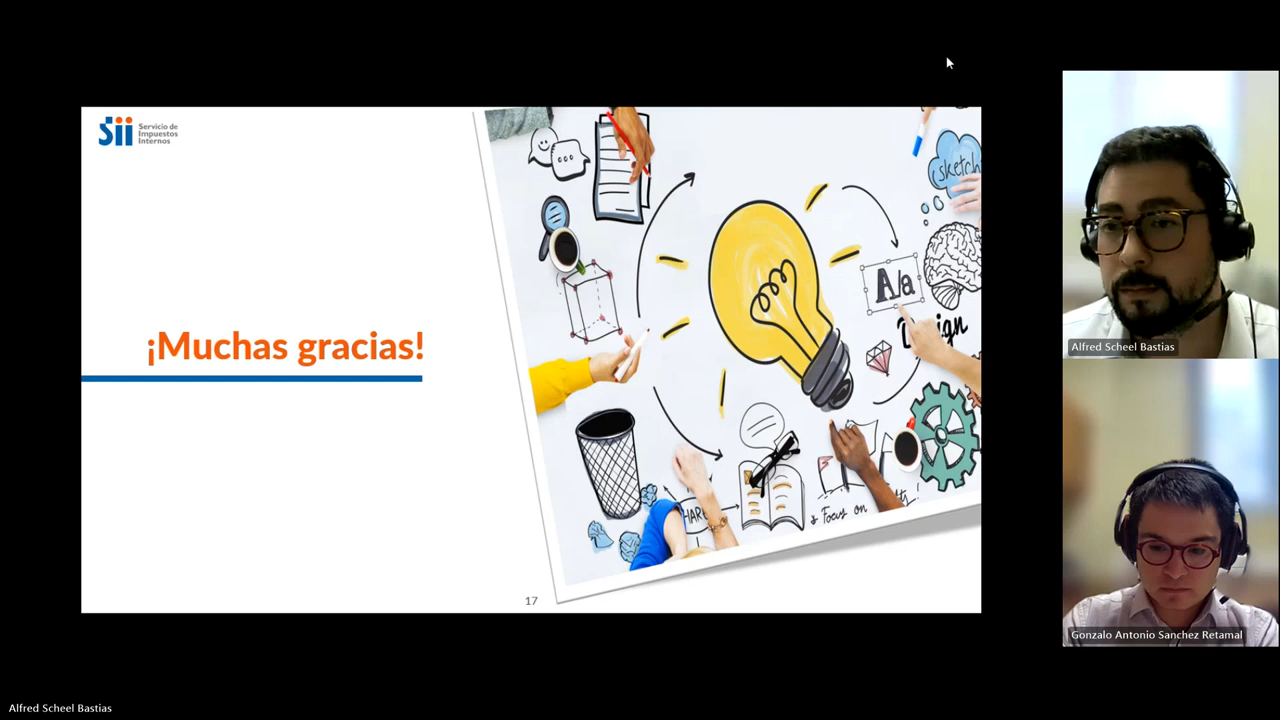 Sii
Servicio de
Impuestos
Internos
¡Muchas gracias!
sketch
A/a
Design
HARE
& Focus on
17
Alfred Scheel Bastias
Gonzalo Antonio Sanchez Retamal
Alfred Scheel Bastias